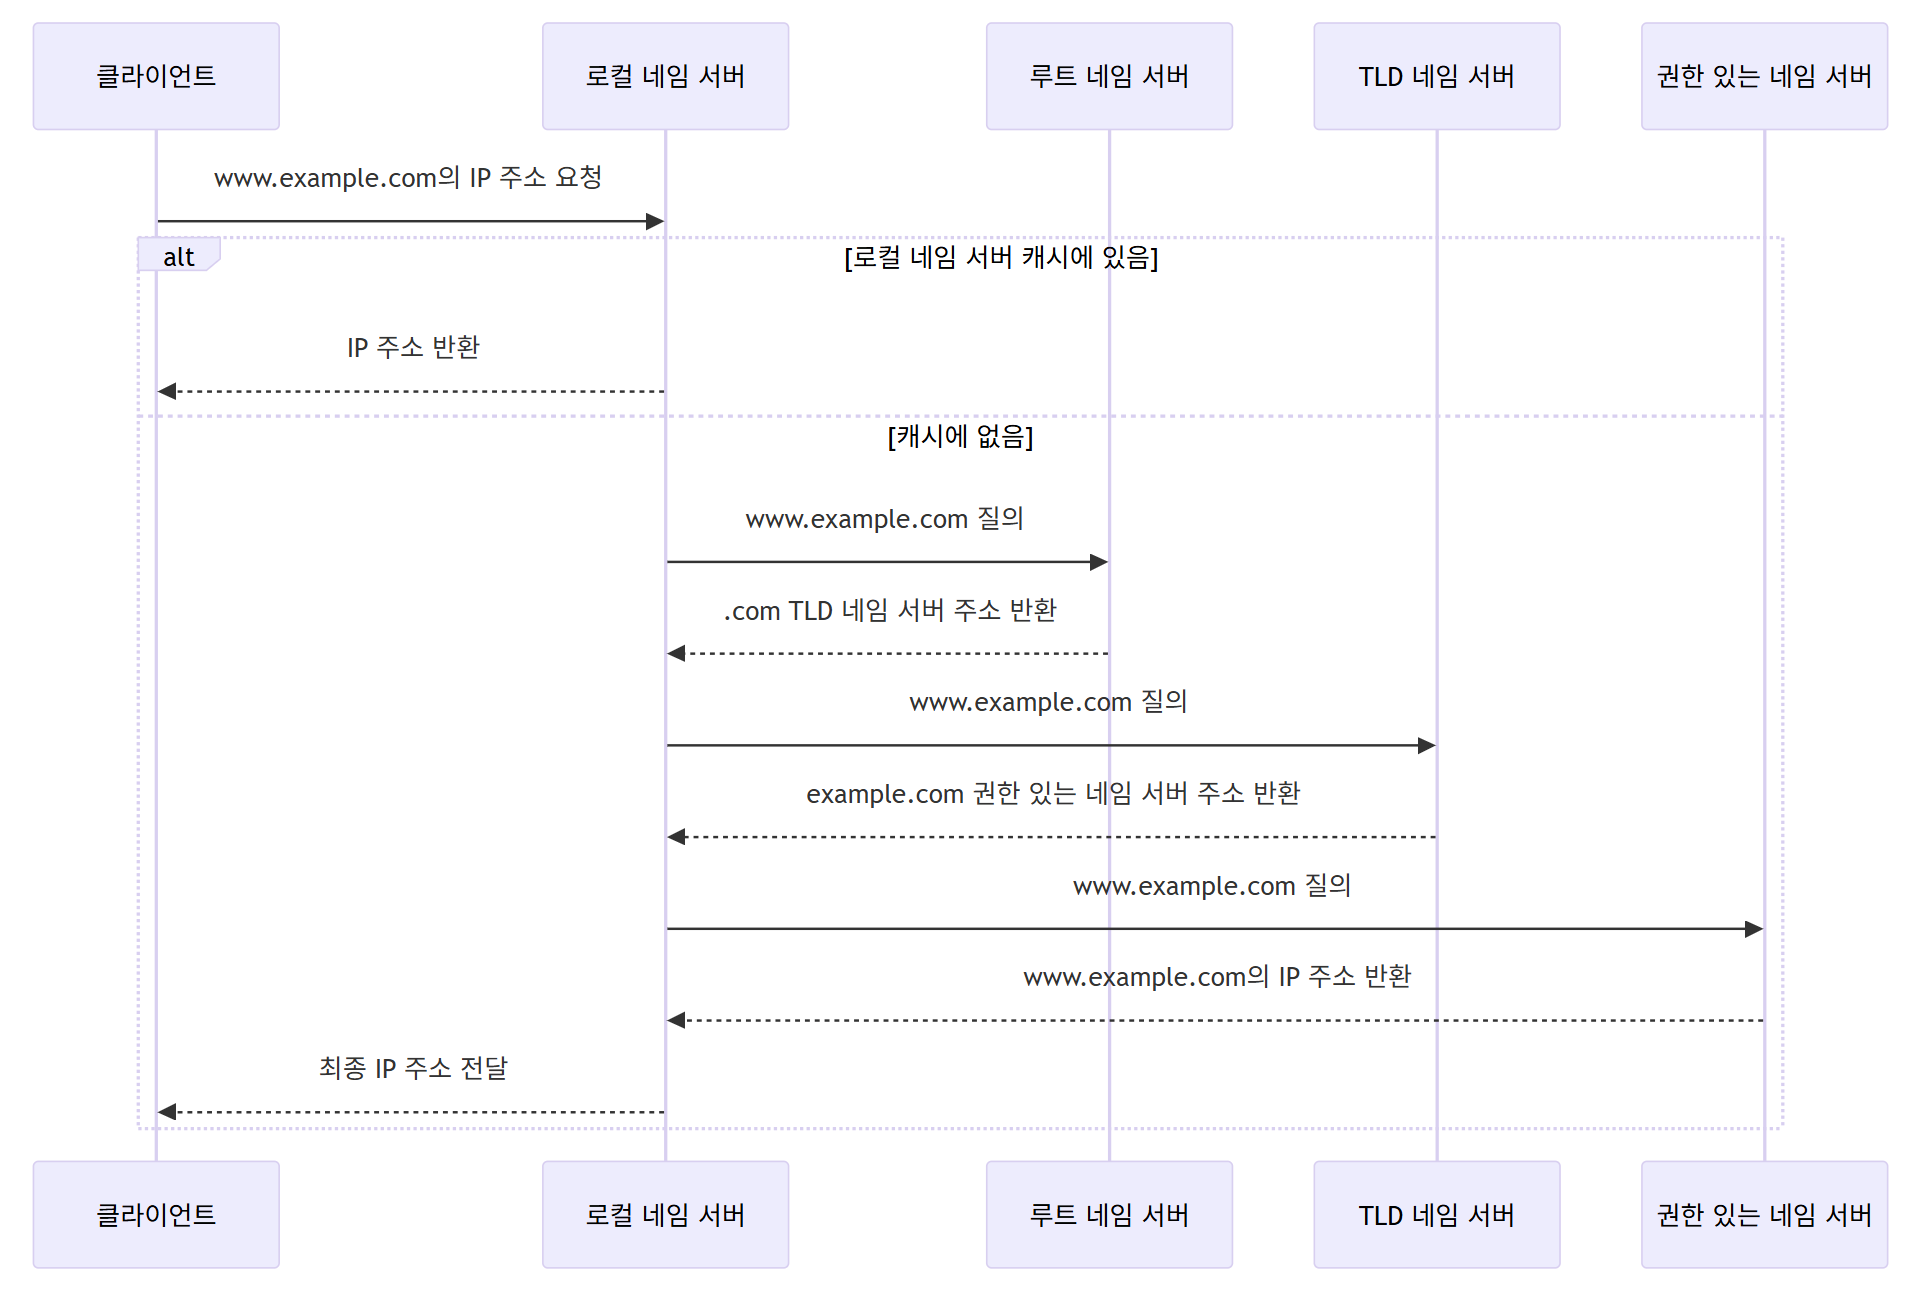 클라이언트
로컬 네임 서버
루트 네임 서버
TLD 네임 서버
권한 있는 네임 서버
www.example.com의 IP 주소 요청
alt
[로컬 네임 서버 캐시에 있음]
IP 주소 반환
[캐시에 없음]
www.example.com 질의
.com TLD 네임 서버 주소 반환
www.example.com 질의
example.com 권한 있는 네임 서버 주소 반환
www.example.com 질의
www.example.com의 IP 주소 반환
최종 IP 주소 전달
클라이언트
로컬 네임 서버
루트 네임 서버
TLD 네임 서버
권한 있는 네임 서버